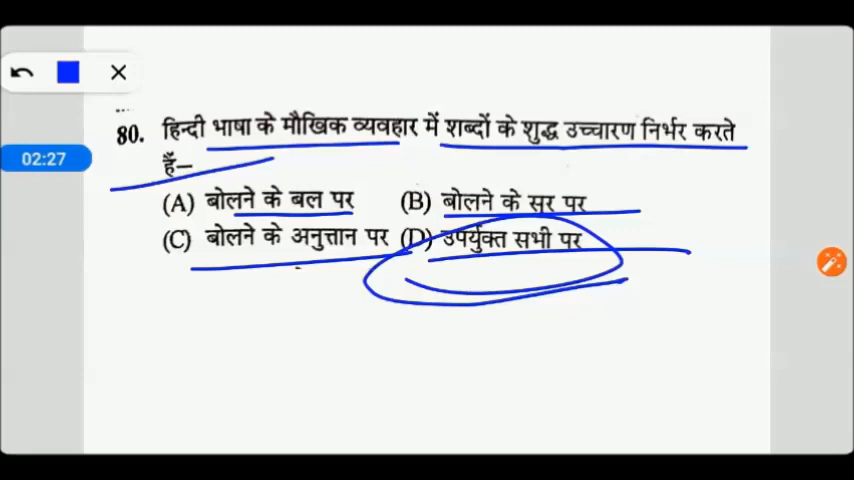 80. हिन्दी भाषा के मौखिक व्यवहार में शब्दों के शुद्ध उच्चारण निर्भर करते
02:27
हैं–
(A) बोलने के बल पर (B) बोलने के सुर पर
(C) बोलने के अनुत्तान पर (D) उपर्युक्त सभी पर